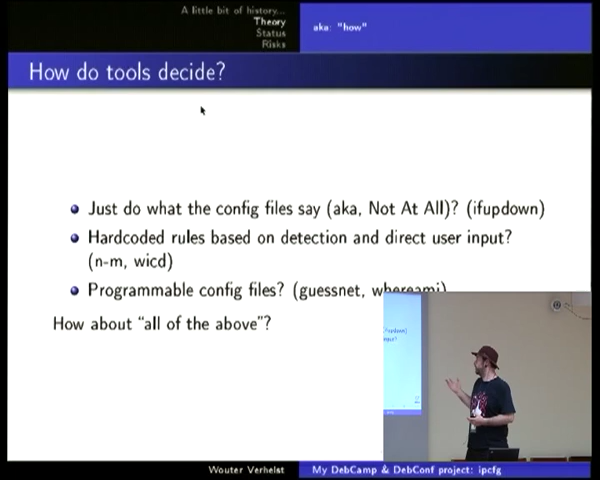 A little bit of history...
Theory
Status
Risks
aka: "how"
How do tools decide?
Just do what the config files say (aka, Not At All)? (ifupdown)
Hardcoded rules based on detection and direct user input?
(n-m, wicd)
Programmable config files? (guessnet, whereami)
How about “all of the above”?
Wouter Verhelst
My DebCamp & DebConf project: ipcfg